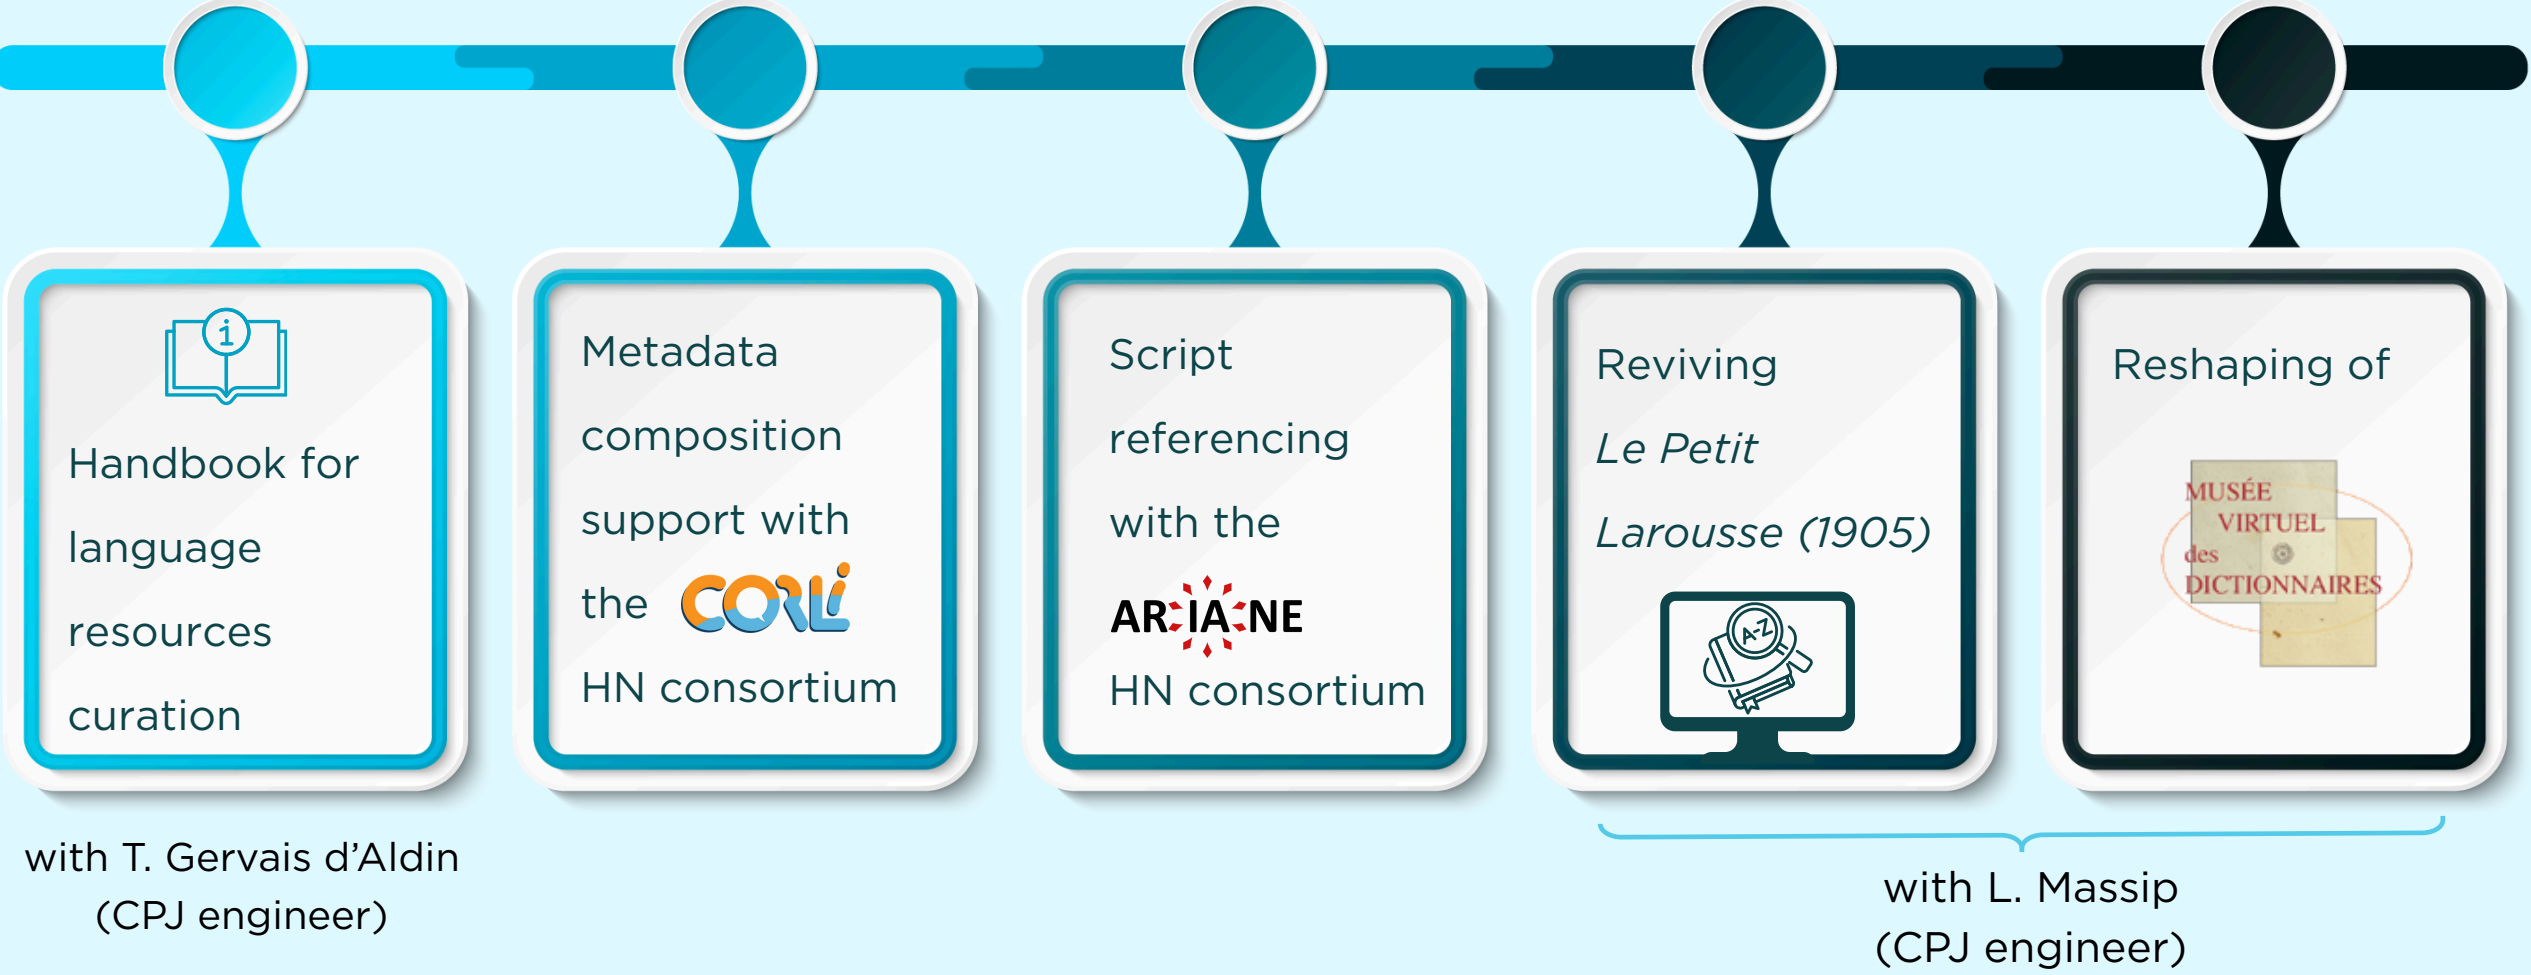 i
Handbook for
language
resources
curation
with T. Gervais d’Aldin
(CPJ engineer)
Metadata
composition
support with
the CORLi
HN consortium
Script
referencing
with the
ARIANE
HN consortium
Reviving
Le Petit
Larousse (1905)
A-Z
Reshaping of
MUSÉE
VIRTUEL
des
DICTIONNAIRES
with L. Massip
(CPJ engineer)